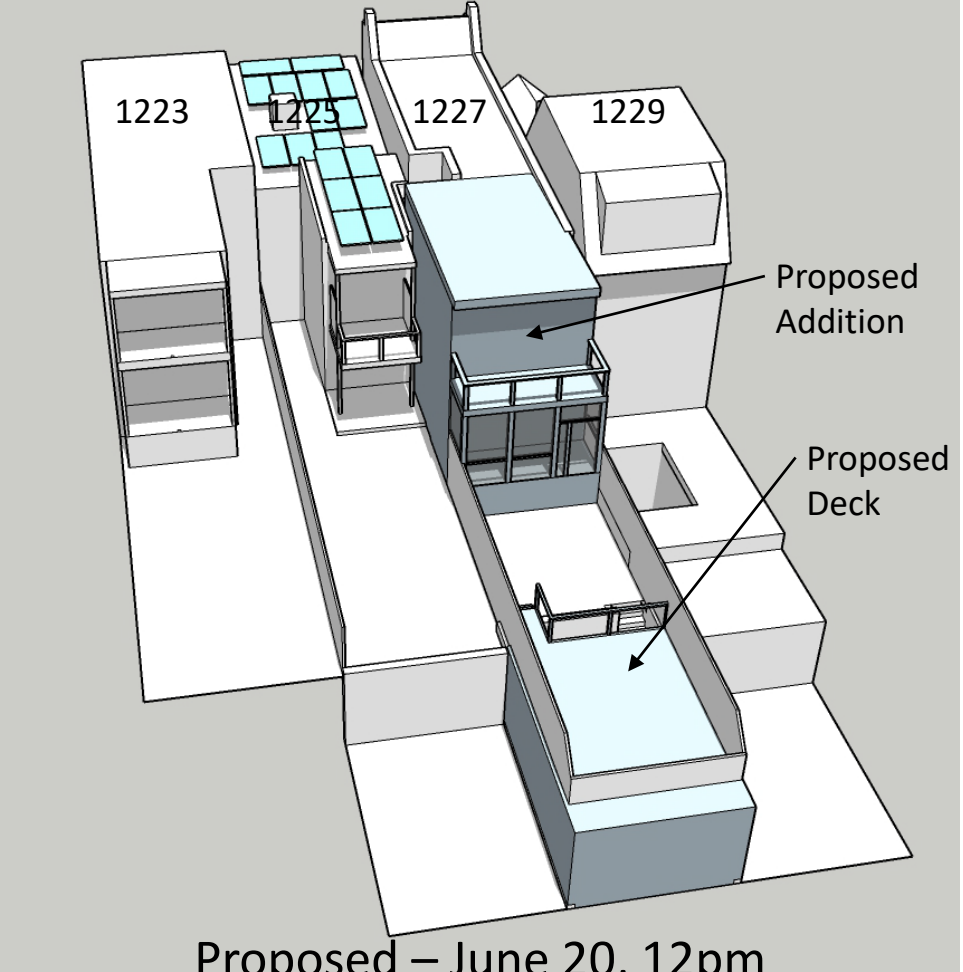 1223
1225
1227
1229
Proposed
Addition
Proposed
Deck
Proposed – June 20, 12pm